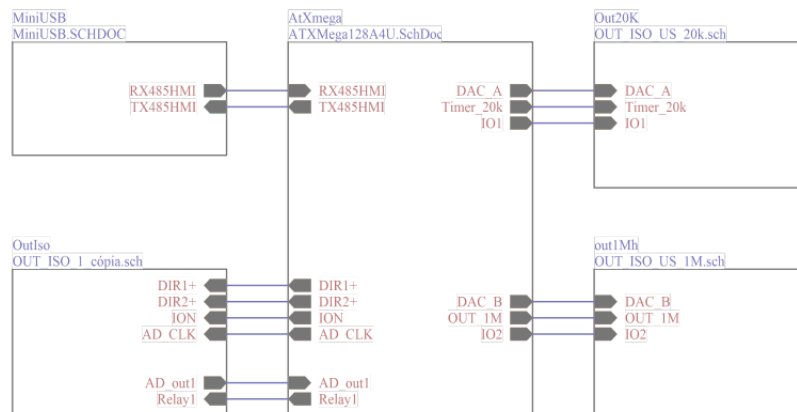 MiniUSB
MiniUSB.SCHDOC
RX485HMI
TX485HMI
AtXmega
ATXMega128A4U.SchDoc
RX485HMI
TX485HMI
DAC_A
Timer_20k
IO1
Out20K
OUT_ISO_US_20k.sch
DAC_A
Timer_20k
IO1
OutIso
OUT_ISO_1_cópia.sch
DIR1+
DIR2+
ION
AD_CLK
AD_out1
Relay1
DIR1+
DIR2+
ION
AD_CLK
AD_out1
Relay1
DAC_B
OUT_1M
IO2
out1Mh
OUT_ISO_US_1M.sch
DAC_B
OUT_1M
IO2